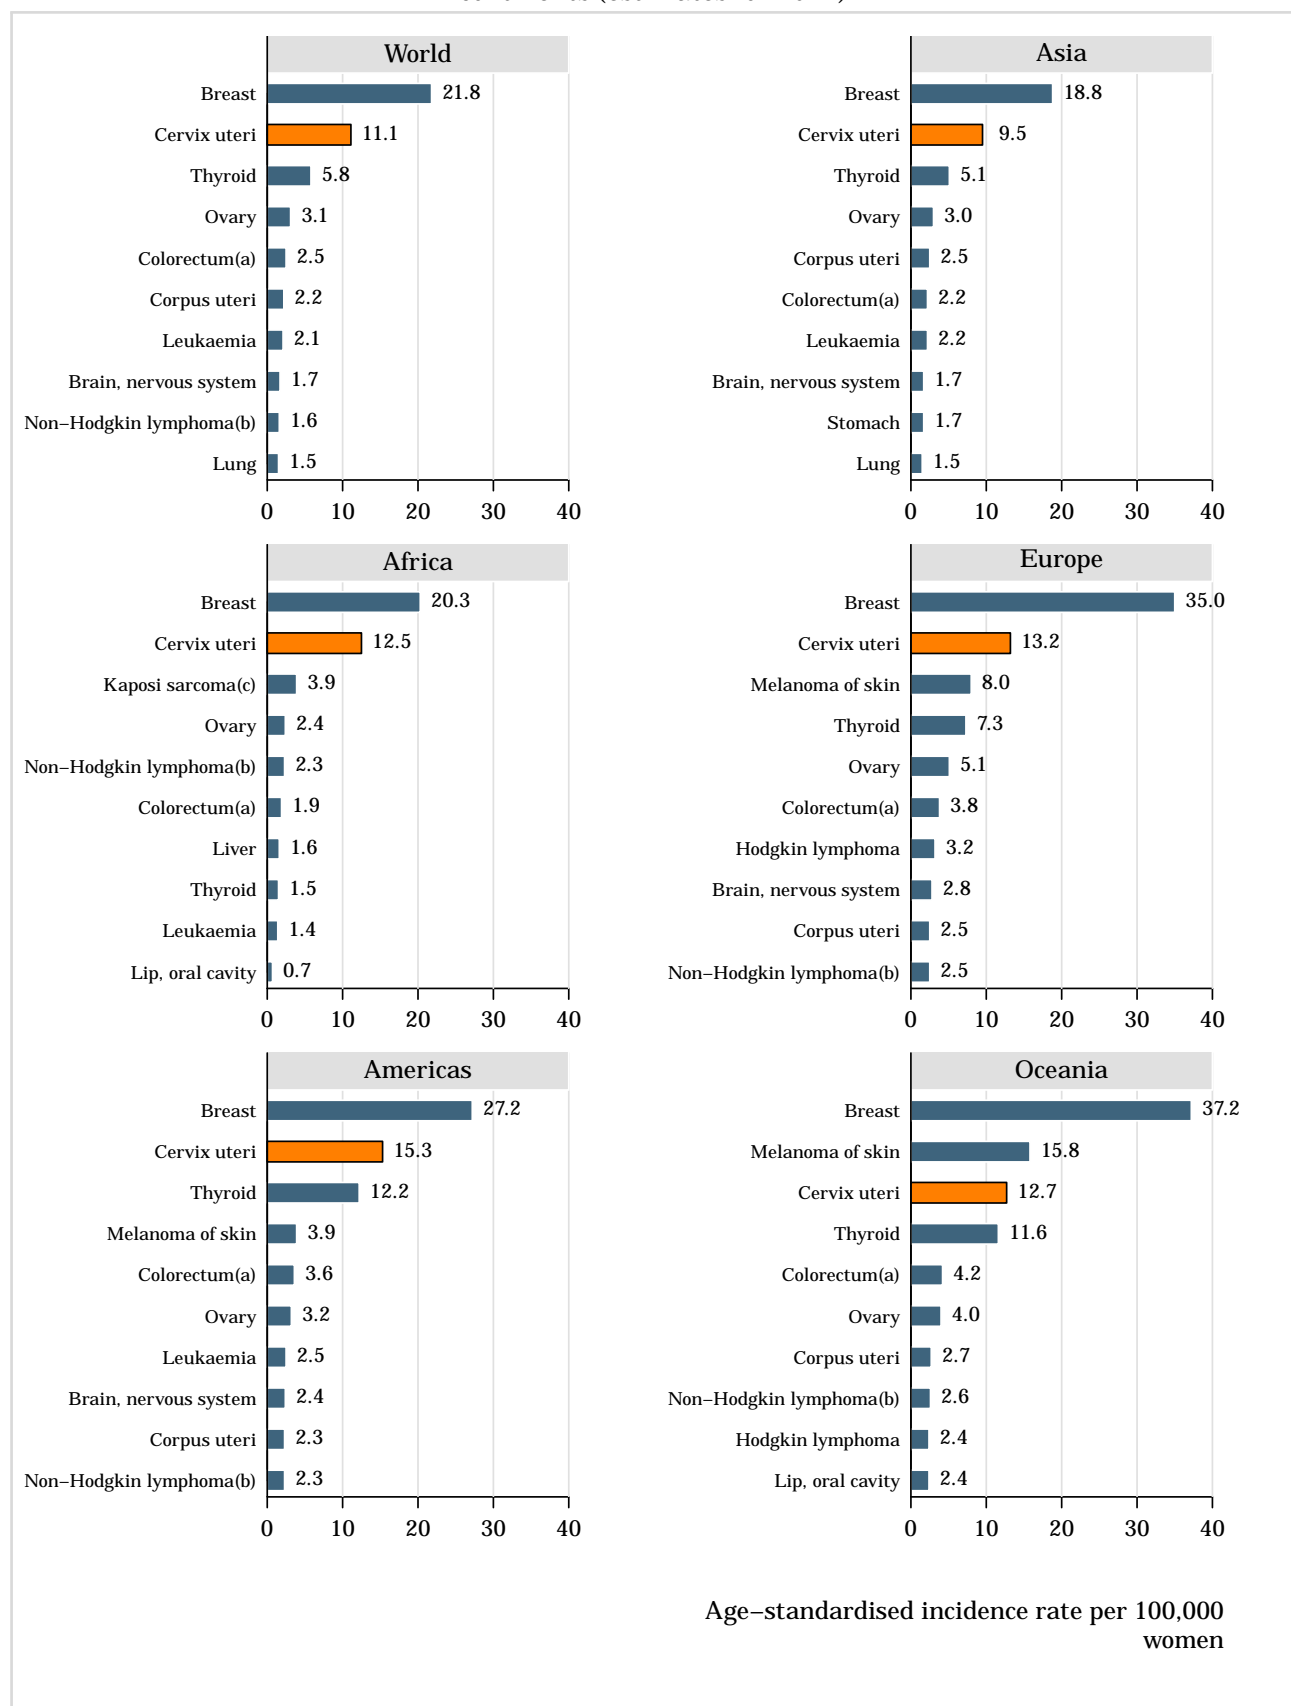 World
Breast 21.8
Cervix uteri 11.1
Thyroid 5.8
Ovary 3.1
Colorectum(a) 2.5
Corpus uteri 2.2
Leukaemia 2.1
Brain, nervous system 1.7
Non−Hodgkin lymphoma(b) 1.6
Lung 1.5
0 10 20 30 40
Asia
Breast 18.8
Cervix uteri 9.5
Thyroid 5.1
Ovary 3.0
Corpus uteri 2.5
Colorectum(a) 2.2
Leukaemia 2.2
Brain, nervous system 1.7
Stomach 1.7
Lung 1.5
0 10 20 30 40
Africa
Breast 20.3
Cervix uteri 12.5
Kaposi sarcoma(c) 3.9
Ovary 2.4
Non−Hodgkin lymphoma(b) 2.3
Colorectum(a) 1.9
Liver 1.6
Thyroid 1.5
Leukaemia 1.4
Lip, oral cavity 0.7
0 10 20 30 40
Europe
Breast 35.0
Cervix uteri 13.2
Melanoma of skin 8.0
Thyroid 7.3
Ovary 5.1
Colorectum(a) 3.8
Hodgkin lymphoma 3.2
Brain, nervous system 2.8
Corpus uteri 2.5
Non−Hodgkin lymphoma(b) 2.5
0 10 20 30 40
Americas
Breast 27.2
Cervix uteri 15.3
Thyroid 12.2
Melanoma of skin 3.9
Colorectum(a) 3.6
Ovary 3.2
Leukaemia 2.5
Brain, nervous system 2.4
Corpus uteri 2.3
Non−Hodgkin lymphoma(b) 2.3
0 10 20 30 40
Oceania
Breast 37.2
Melanoma of skin 15.8
Cervix uteri 12.7
Thyroid 11.6
Colorectum(a) 4.2
Ovary 4.0
Corpus uteri 2.7
Non−Hodgkin lymphoma(b) 2.6
Hodgkin lymphoma 2.4
Lip, oral cavity 2.4
0 10 20 30 40
Age−standardised incidence rate per 100,000
women